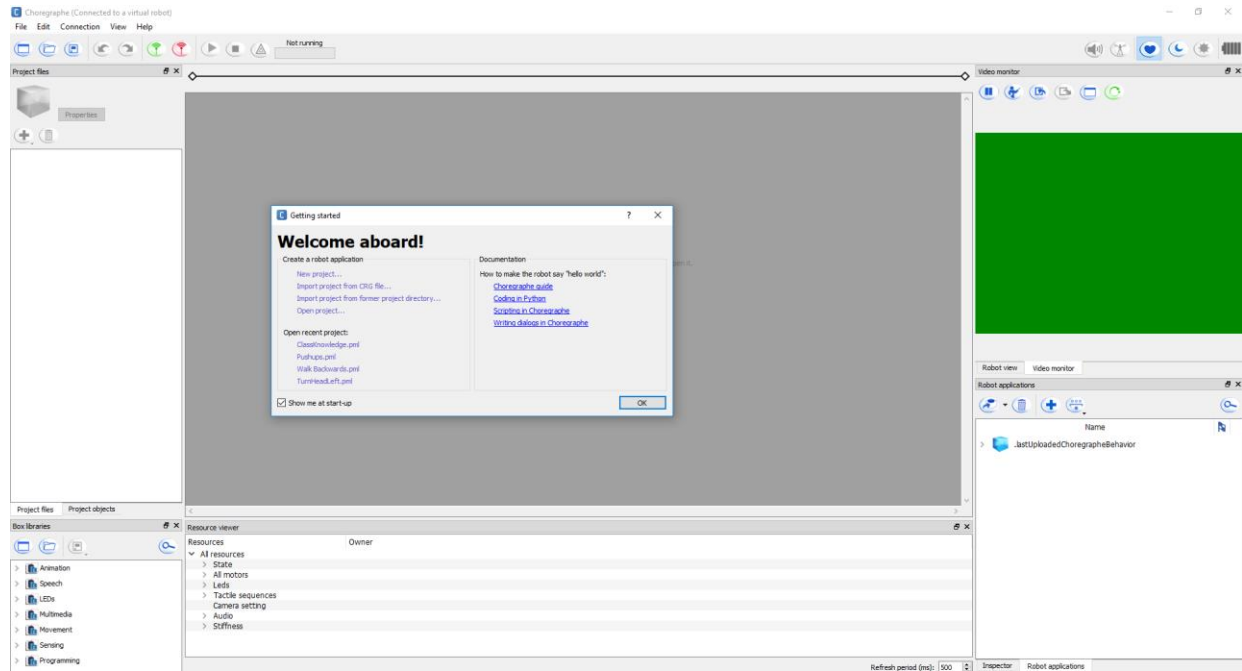 Choregraphe (Connected to a virtual robot)
File Edit Connection View Help
Not running
Project files
Properties
Project files Project objects
Box libraries
Animation
Speech
LEDs
Multimedia
Movement
Sensing
Programming
Getting started
Welcome aboard!
Create a robot application
New project...
Import project from CRG file...
Import project from former project directory...
Open project...
Open recent project:
ClassKnowledge.pml
Pushups.pml
Walk Backwards.pml
TurnHeadLeft.pml
Documentation
How to make the robot say "hello world":
Choregraphe guide
Coding in Python
Scripting in Choregraphe
Writing dialogs in Choregraphe
Show me at start-up
OK
Resource viewer
Resources Owner
All resources
State
All motors
Leds
Tactile sequences
Camera setting
Audio
Stiffness
Refresh period (ms): 500
Video monitor
Robot view Video monitor
Robot applications
Name
.lastUploadedChoregrapheBehavior
Inspector Robot applications